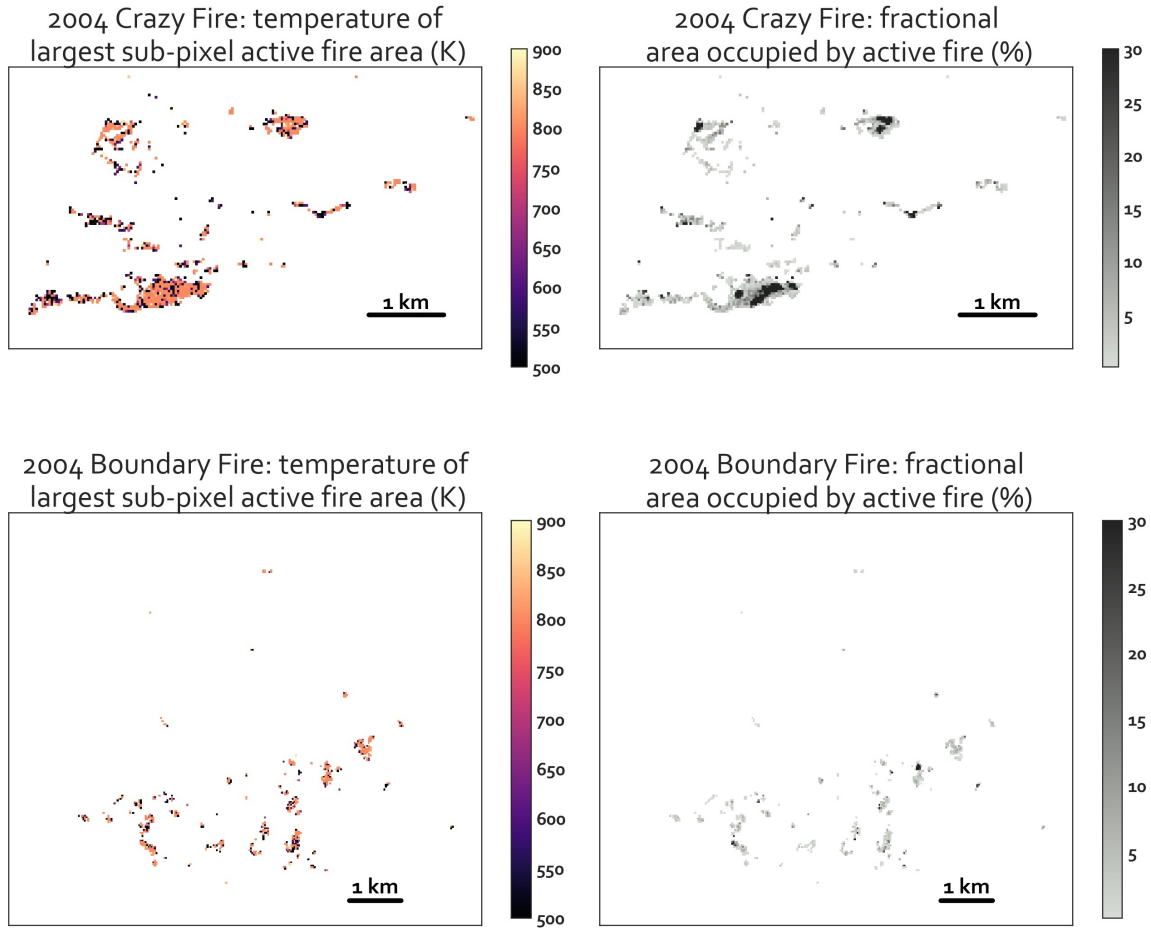 2004 Crazy Fire: temperature of
largest sub-pixel active fire area (K)
900
850
800
750
700
650
600
550
500
1 km
2004 Crazy Fire: fractional
area occupied by active fire (%)
30
25
20
15
10
5
1 km
2004 Boundary Fire: temperature of
largest sub-pixel active fire area (K)
900
850
800
750
700
650
600
550
500
1 km
2004 Boundary Fire: fractional
area occupied by active fire (%)
30
25
20
15
10
5
1 km